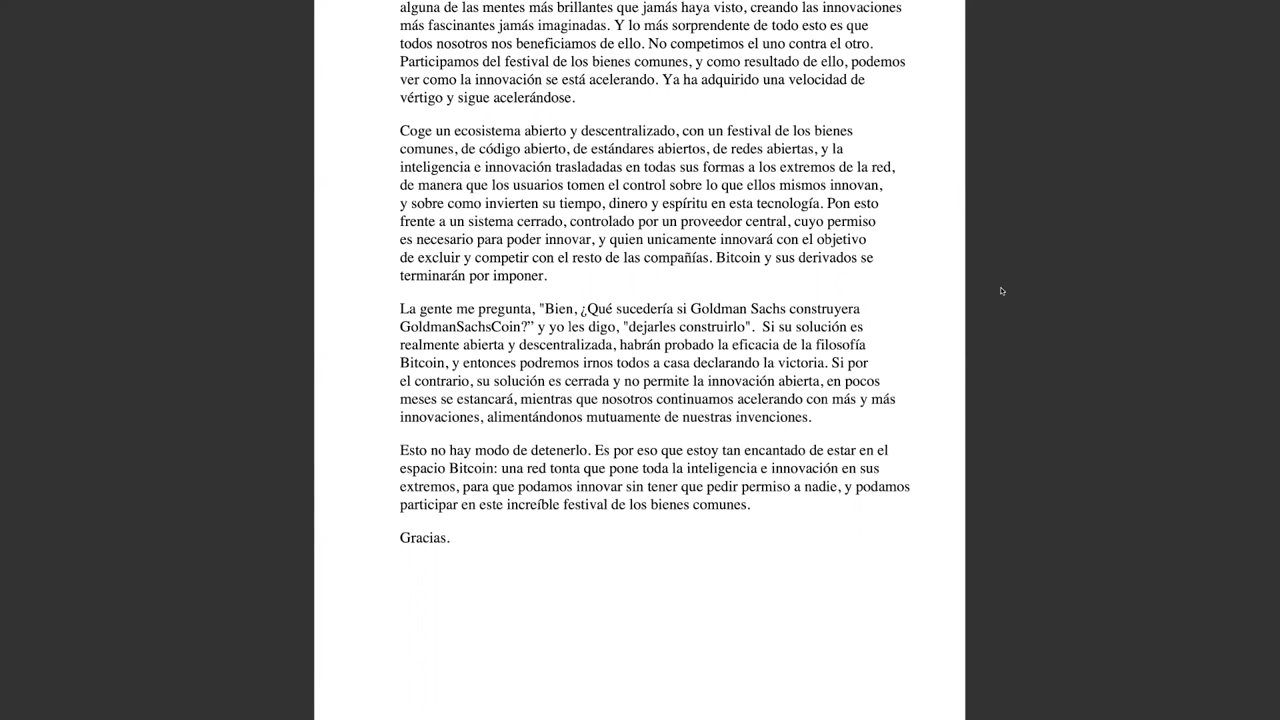 alguna de las mentes más brillantes que jamás haya visto, creando las innovaciones
más fascinantes jamás imaginadas. Y lo más sorprendente de todo esto es que
todos nosotros nos beneficiamos de ello. No competimos el uno contra el otro.
Participamos del festival de los bienes comunes, y como resultado de ello, podemos
ver como la innovación se está acelerando. Ya ha adquirido una velocidad de
vértigo y sigue acelerándose.
Coge un ecosistema abierto y descentralizado, con un festival de los bienes
comunes, de código abierto, de estándares abiertos, de redes abiertas, y la
inteligencia e innovación trasladadas en todas sus formas a los extremos de la red,
de manera que los usuarios tomen el control sobre lo que ellos mismos innovan,
y sobre como invierten su tiempo, dinero y espíritu en esta tecnología. Pon esto
frente a un sistema cerrado, controlado por un proveedor central, cuyo permiso
es necesario para poder innovar, y quien unicamente innovará con el objetivo
de excluir y competir con el resto de las compañías. Bitcoin y sus derivados se
terminarán por imponer.
La gente me pregunta, "Bien, ¿Qué sucedería si Goldman Sachs construyera
GoldmanSachsCoin?” y yo les digo, "dejarles construirlo".  Si su solución es
realmente abierta y descentralizada, habrán probado la eficacia de la filosofía
Bitcoin, y entonces podremos irnos todos a casa declarando la victoria. Si por
el contrario, su solución es cerrada y no permite la innovación abierta, en pocos
meses se estancará, mientras que nosotros continuamos acelerando con más y más
innovaciones, alimentándonos mutuamente de nuestras invenciones.
Esto no hay modo de detenerlo. Es por eso que estoy tan encantado de estar en el
espacio Bitcoin: una red tonta que pone toda la inteligencia e innovación en sus
extremos, para que podamos innovar sin tener que pedir permiso a nadie, y podamos
participar en este increíble festival de los bienes comunes.
Gracias.